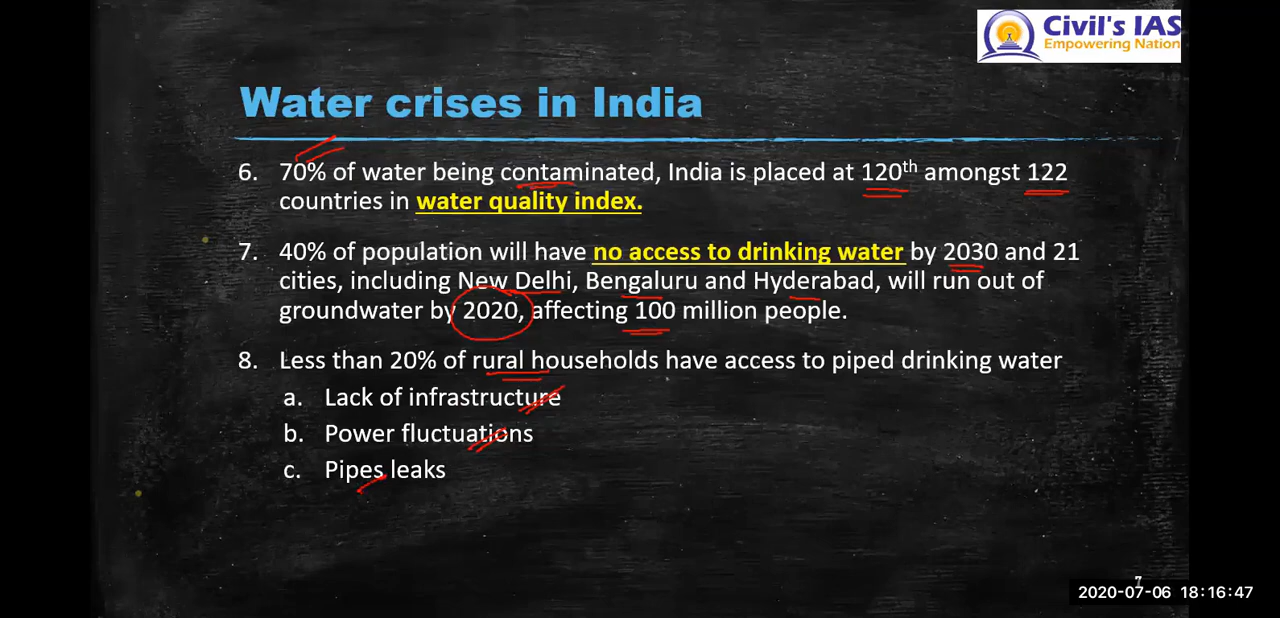 Civil's IAS
Empowering Nation
Water crises in India
6. 70% of water being contaminated, India is placed at 120th amongst 122
countries in water quality index.
7. 40% of population will have no access to drinking water by 2030 and 21
cities, including New Delhi, Bengaluru and Hyderabad, will run out of
groundwater by 2020, affecting 100 million people.
8. Less than 20% of rural households have access to piped drinking water
a. Lack of infrastructure
b. Power fluctuations
c. Pipes leaks
7
2020-07-06 18:16:47